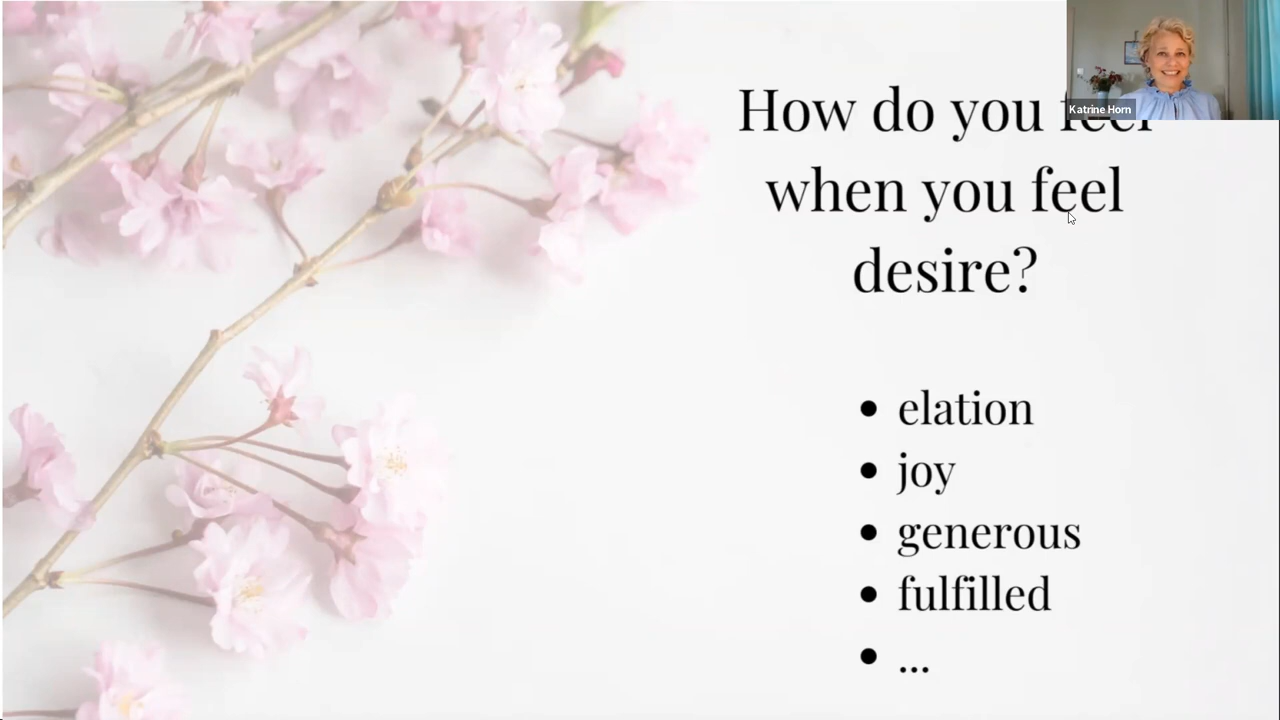 How do you
when you feel
desire?
• elation
• joy
• generous
• fulfilled
• ...
Katrine Horn